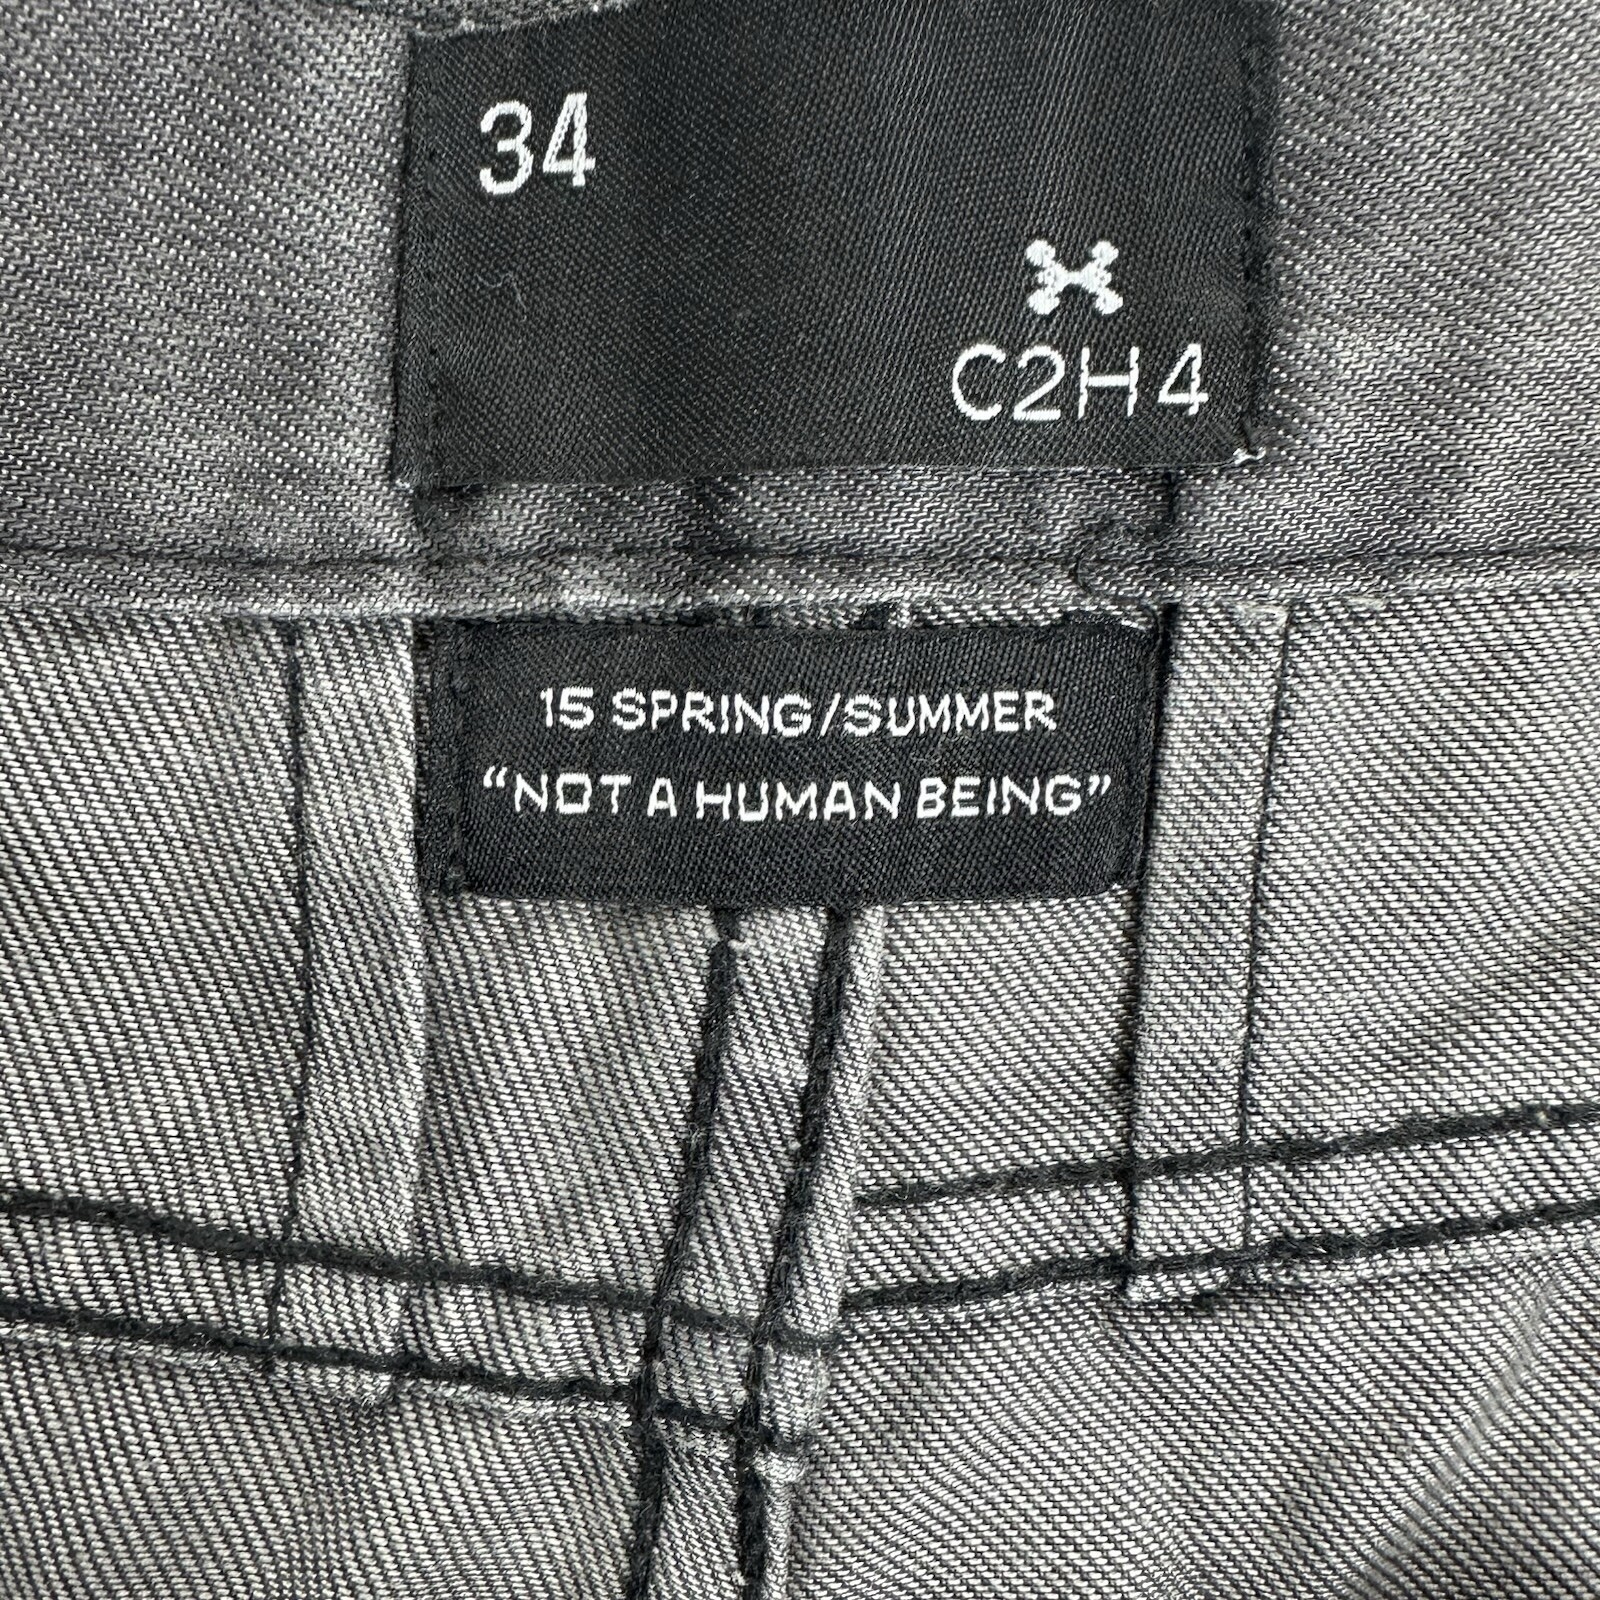 34
C2H4
15 SPRING/SUMMER
“NOT A HUMAN BEING”